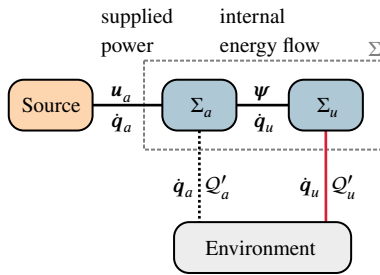 supplied
power
internal
energy flow
Σ
Source
u_a
q̇_a
Σ_a
ψ
q̇_u
Σ_u
q̇_a Q′_a
q̇_u Q′_u
Environment